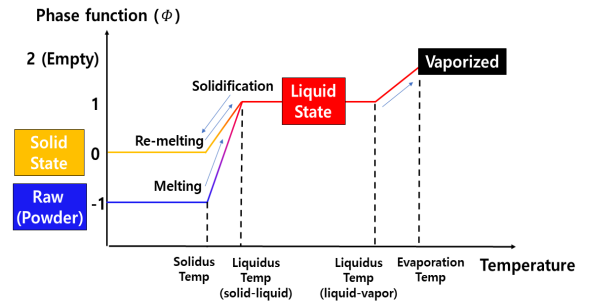 Phase function (Φ)
2 (Empty)
Vaporized
Solidification
Liquid
State
1
Solid
State
Re-melting
0
Melting
Raw
(Powder)
-1
Solidus
Temp
Liquidus
Temp
(solid-liquid)
Liquidus
Temp
(liquid-vapor)
Evaporation
Temp
Temperature